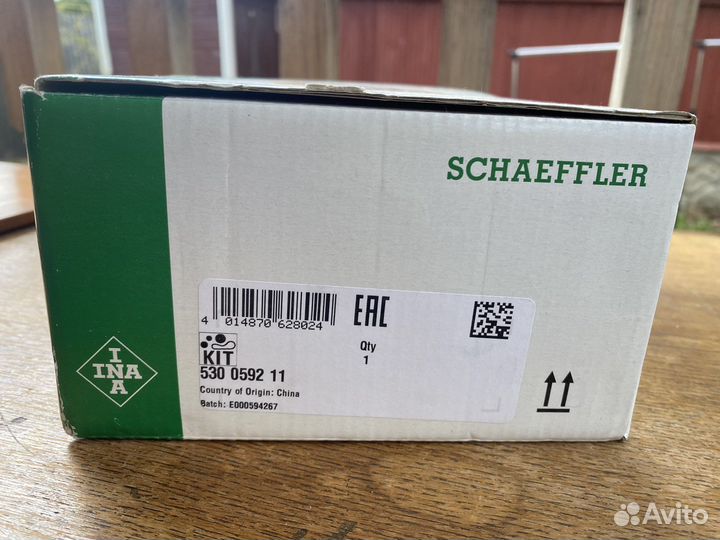 SCHAEFFLER
4 014870 628024
EAC
Qty
1
KIT
530 0592 11
Country of Origin: China
Batch: E000594267
INA
INA
Avito